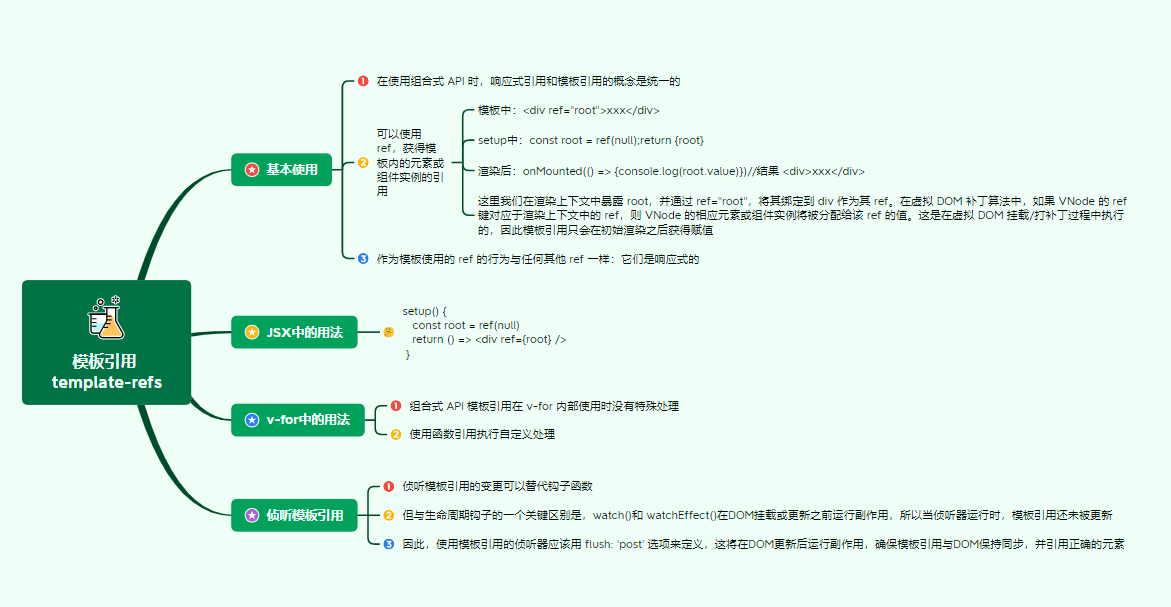 模板引用
template-refs
基本使用
1 在使用组合式 API 时，响应式引用和模板引用的概念是统一的
2 可以使用
ref，获得模
板内的元素或
组件实例的引
用
模板中：<div ref="root">xxx</div>
setup中：const root = ref(null);return {root}
渲染后：onMounted(() => {console.log(root.value)})//结果 <div>xxx</div>
这里我们在渲染上下文中暴露 root，并通过 ref="root"，将其绑定到 div 作为其 ref。在虚拟 DOM 补丁算法中，如果 VNode 的 ref
键对应于渲染上下文中的 ref，则 VNode 的相应元素或组件实例将被分配给该 ref 的值。这是在虚拟 DOM 挂载/打补丁过程中执行
的，因此模板引用只会在初始渲染之后获得赋值
3 作为模板使用的 ref 的行为与任何其他 ref 一样：它们是响应式的
JSX中的用法
setup() {
const root = ref(null)
return () => <div ref={root} />
}
v-for中的用法
1 组合式 API 模板引用在 v-for 内部使用时没有特殊处理
2 使用函数引用执行自定义处理
侦听模板引用
1 侦听模板引用的变更可以替代钩子函数
2 但与生命周期钩子的一个关键区别是，watch()和 watchEffect()在DOM挂载或更新之前运行副作用，所以当侦听器运行时，模板引用还未被更新
3 因此，使用模板引用的侦听器应该用 flush: 'post' 选项来定义，这将在DOM更新后运行副作用，确保模板引用与DOM保持同步，并引用正确的元素